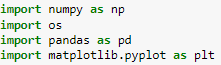 import numpy as np
import os
import pandas as pd
import matplotlib.pyplot as plt